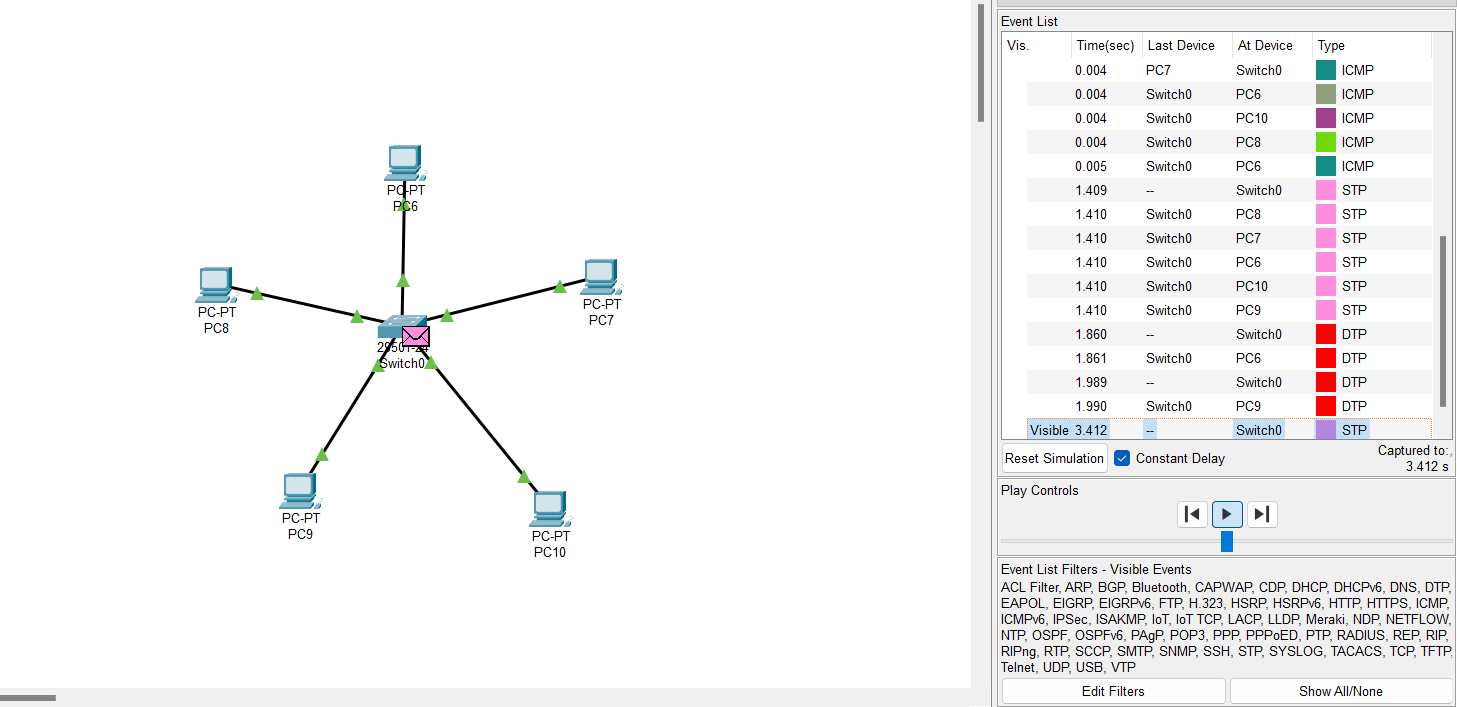 PC-PT
PC6
PC-PT
PC8
PC-PT
PC7
Switch0
PC-PT
PC9
PC-PT
PC10
Event List
Vis. Time(sec) Last Device At Device Type
0.004 PC7 Switch0 ICMP
0.004 Switch0 PC6 ICMP
0.004 Switch0 PC10 ICMP
0.004 Switch0 PC8 ICMP
0.005 Switch0 PC6 ICMP
1.409 -- Switch0 STP
1.410 Switch0 PC8 STP
1.410 Switch0 PC7 STP
1.410 Switch0 PC6 STP
1.410 Switch0 PC10 STP
1.410 Switch0 PC9 STP
1.860 -- Switch0 DTP
1.861 Switch0 PC6 DTP
1.989 -- Switch0 DTP
1.990 Switch0 PC9 DTP
Visible 3.412 -- Switch0 STP
Reset Simulation Constant Delay Captured to:
3.412 s
Play Controls
Event List Filters - Visible Events
ACL Filter, ARP, BGP, Bluetooth, CAPWAP, CDP, DHCP, DHCPv6, DNS, DTP,
EAPOL, EIGRP, EIGRPv6, FTP, H.323, HSRP, HSRPv6, HTTP, HTTPS, ICMP,
ICMPv6, IPSec, ISAKMP, IoT, IoT TCP, LACP, LLDP, Meraki, NDP, NETFLOW,
NTP, OSPF, OSPFv6, PAgP, POP3, PPP, PPPoED, PTP, RADIUS, REP, RIP,
RIPng, RTP, SCCP, SMTP, SNMP, SSH, STP, SYSLOG, TACACS, TCP, TFTP,
Telnet, UDP, USB, VTP
Edit Filters Show All/None